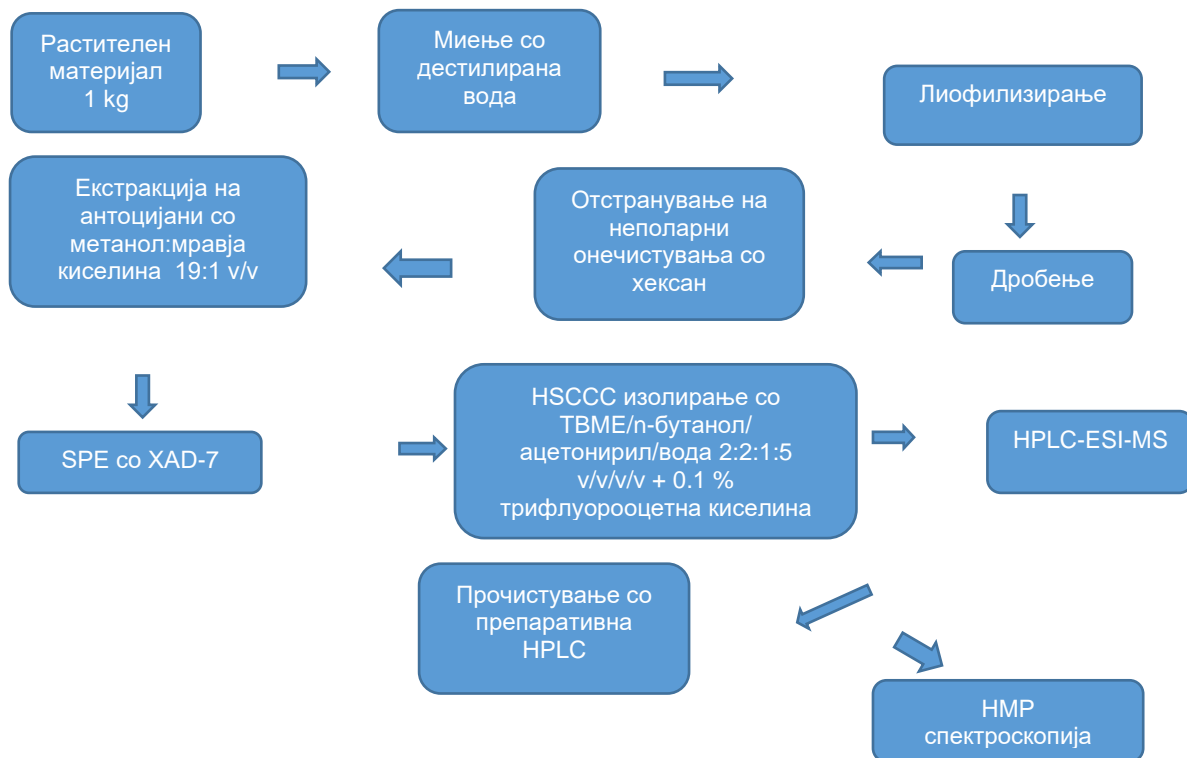 Растителен
материјал
1 kg
Миење со
дестилирана
вода
Лиофилизирање
Дробење
Отстранување на
неполарни
онечистувања со
хексан
Екстракција на
антоцијани со
метанол:мравја
киселина 19:1 v/v
SPE со XAD-7
HSCCC изолирање со
TBME/n-бутанол/
ацетонирил/вода 2:2:1:5
v/v/v/v + 0.1 %
трифлуорооцетна киселина
HPLC-ESI-MS
Прочистување со
препаративна
HPLC
НМР
спектроскопија